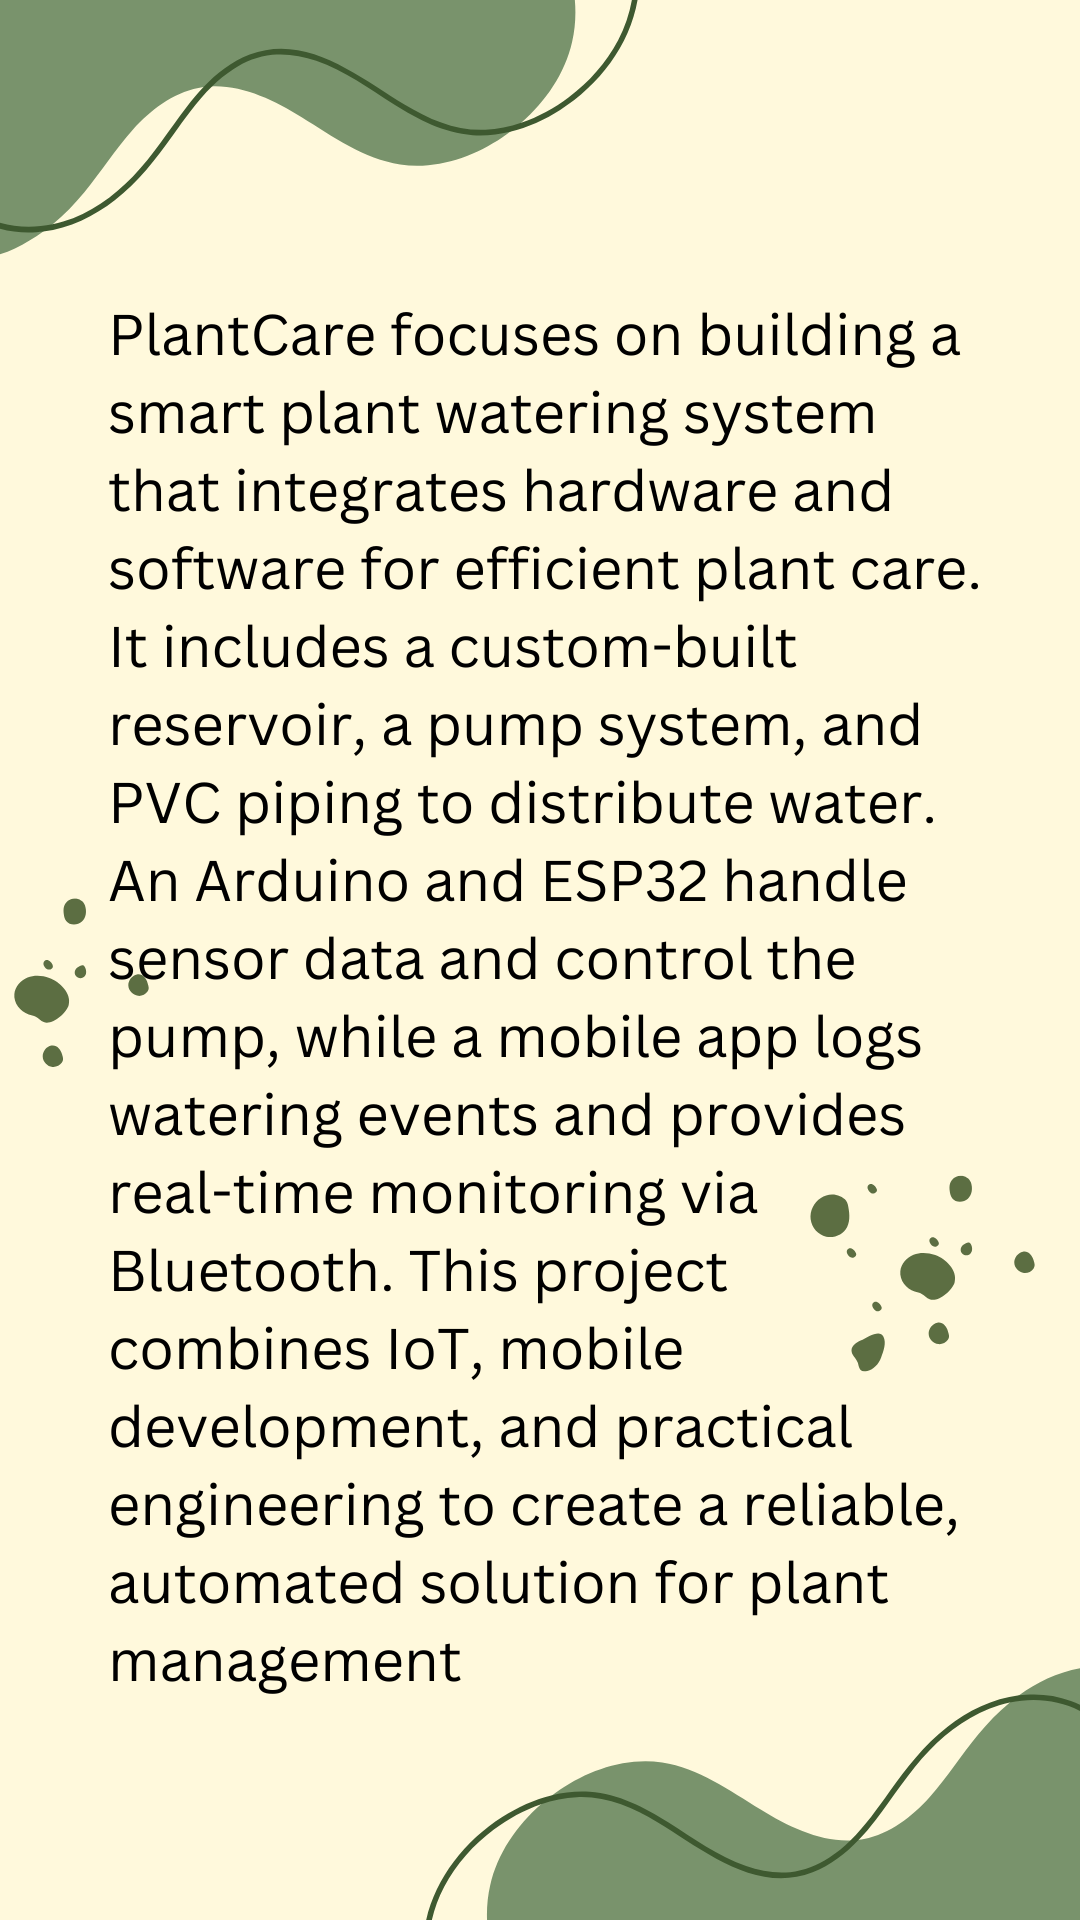 PlantCare focuses on building a
smart plant watering system
that integrates hardware and
software for efficient plant care.
It includes a custom-built
reservoir, a pump system, and
PVC piping to distribute water.
An Arduino and ESP32 handle
sensor data and control the
pump, while a mobile app logs
watering events and provides
real-time monitoring via
Bluetooth. This project
combines IoT, mobile
development, and practical
engineering to create a reliable,
automated solution for plant
management